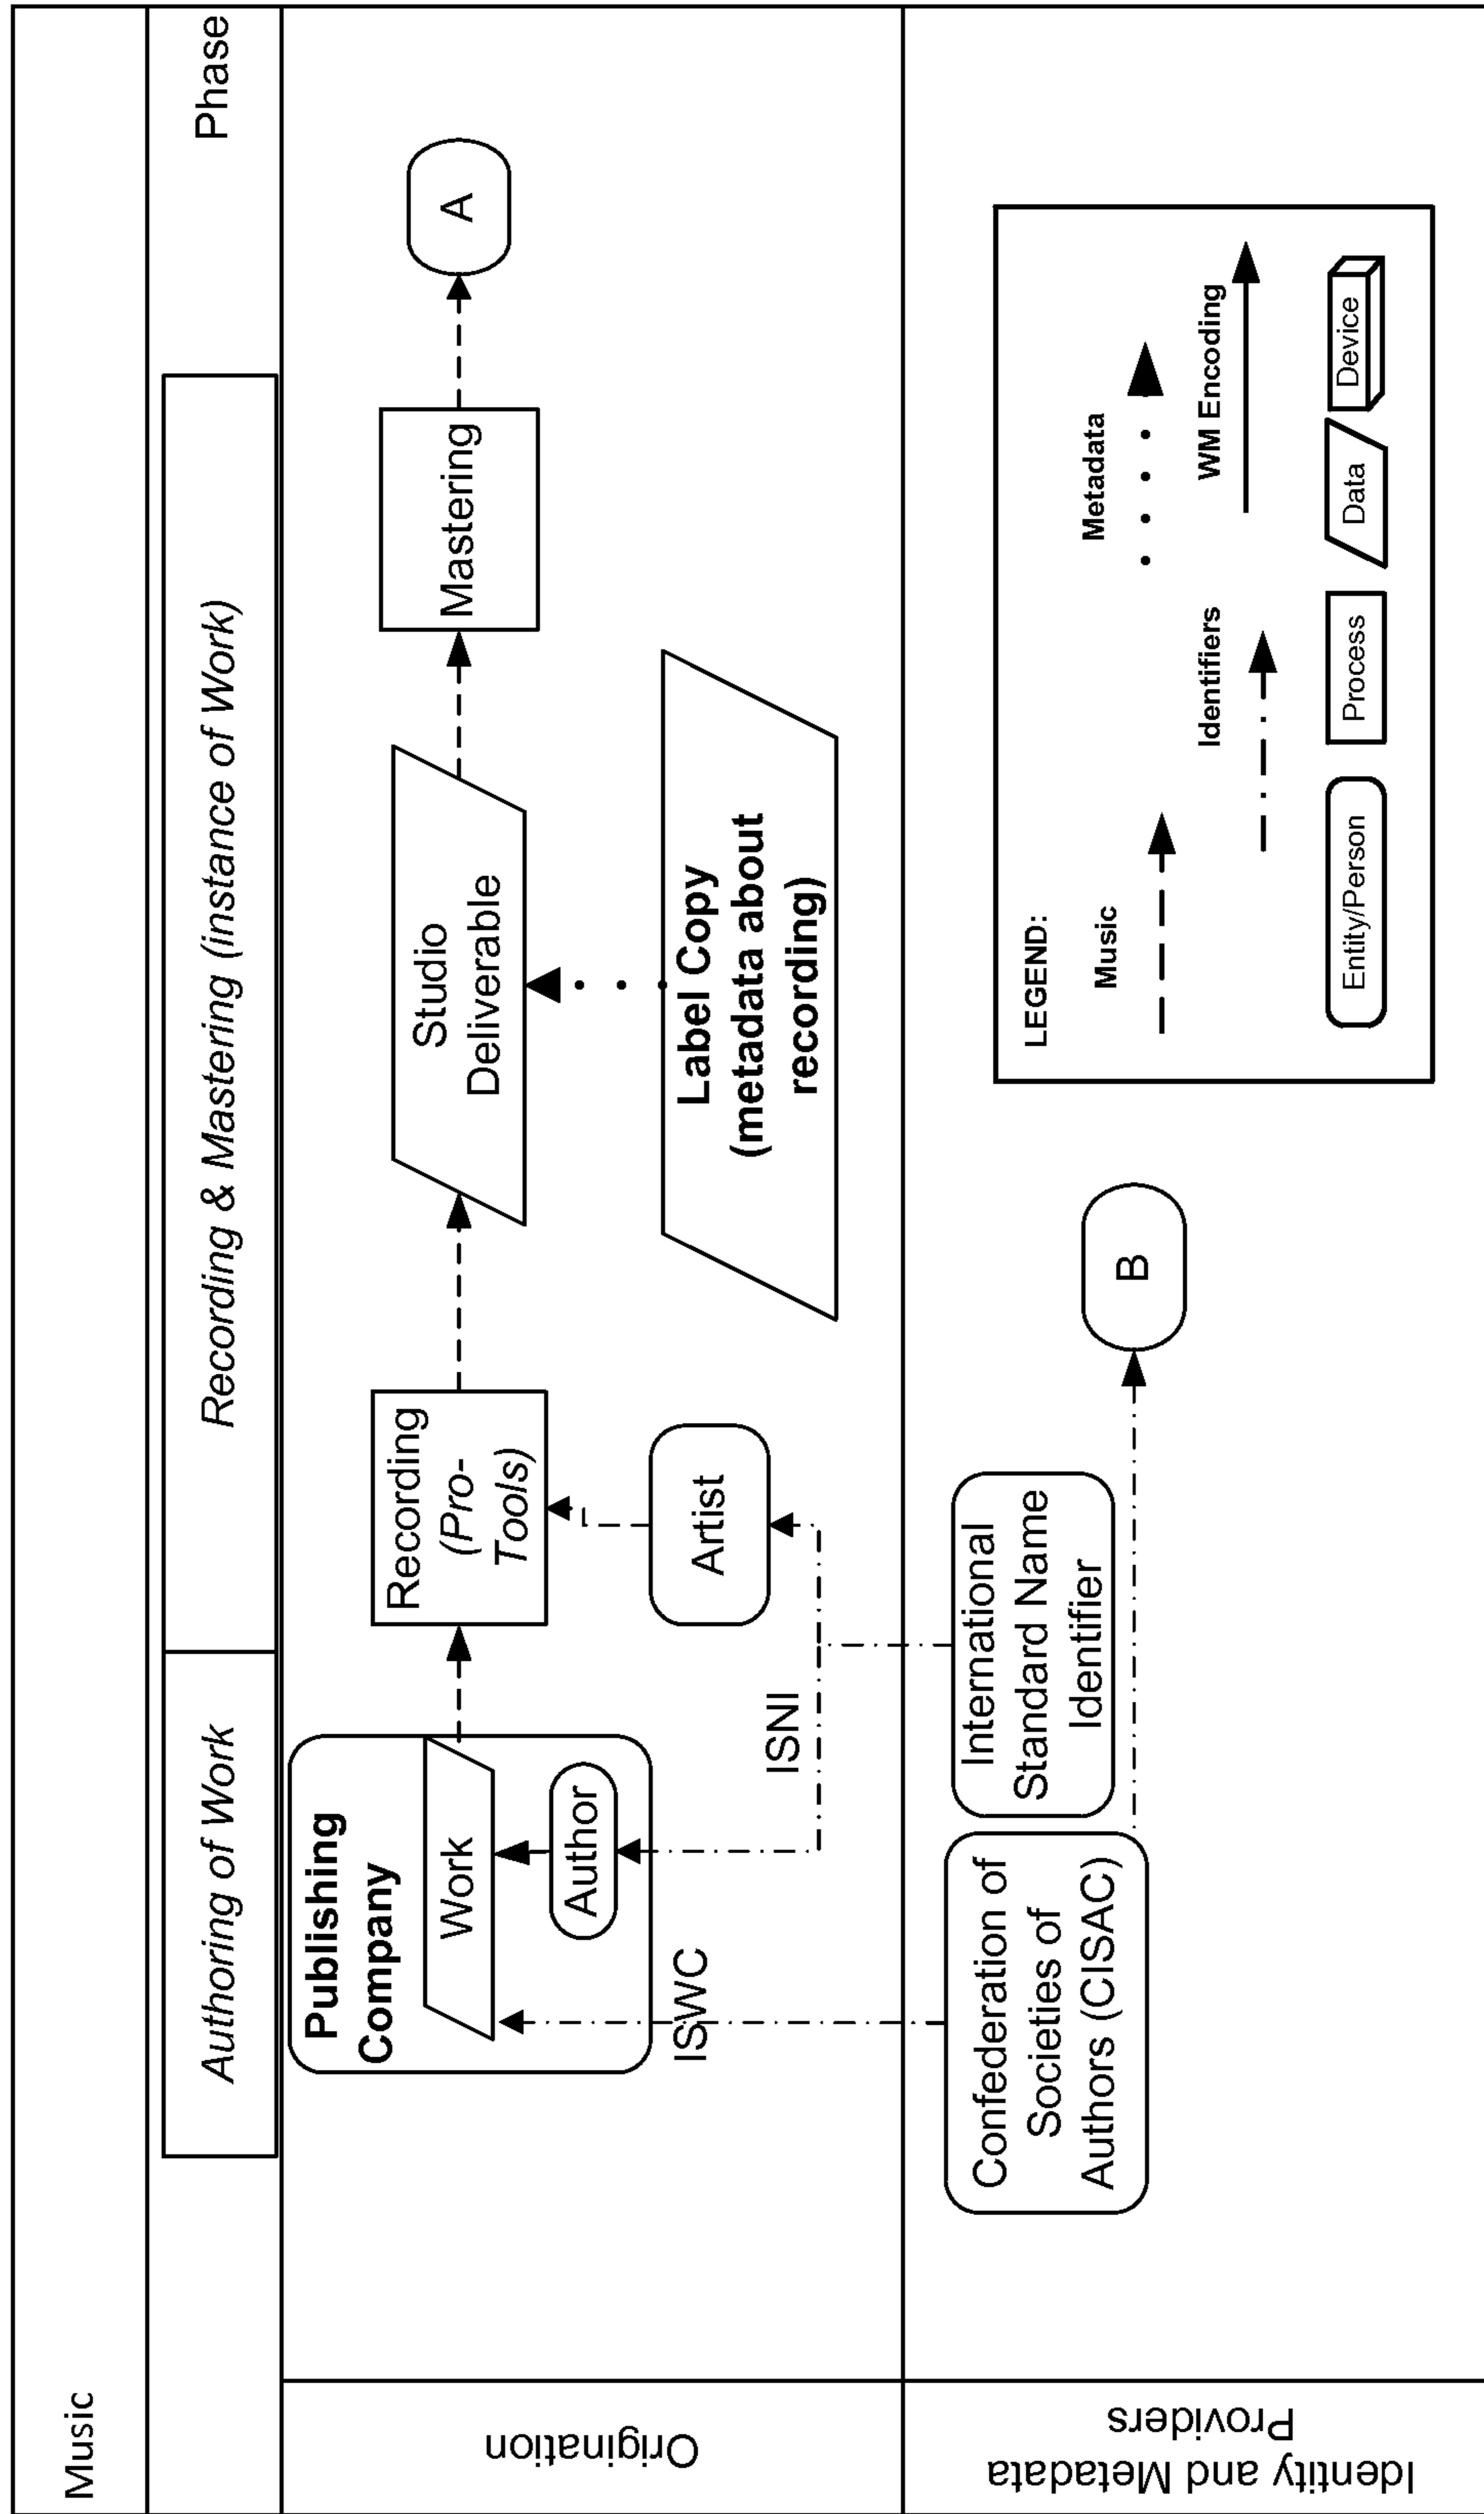 Music
Authoring of Work
Recording & Mastering (instance of Work)
Phase
Origination
Publishing
Company
Work
Author
ISWC
ISNI
Recording
(Pro-
Tools)
Artist
Studio
Deliverable
Label Copy
(metadata about
recording)
Mastering
A
Identity and Metadata
Providers
Confederation of
Societies of
Authors (CISAC)
International
Standard Name
Identifier
B
LEGEND:
Music
Identifiers
Metadata
WM Encoding
Entity/Person
Process
Data
Device